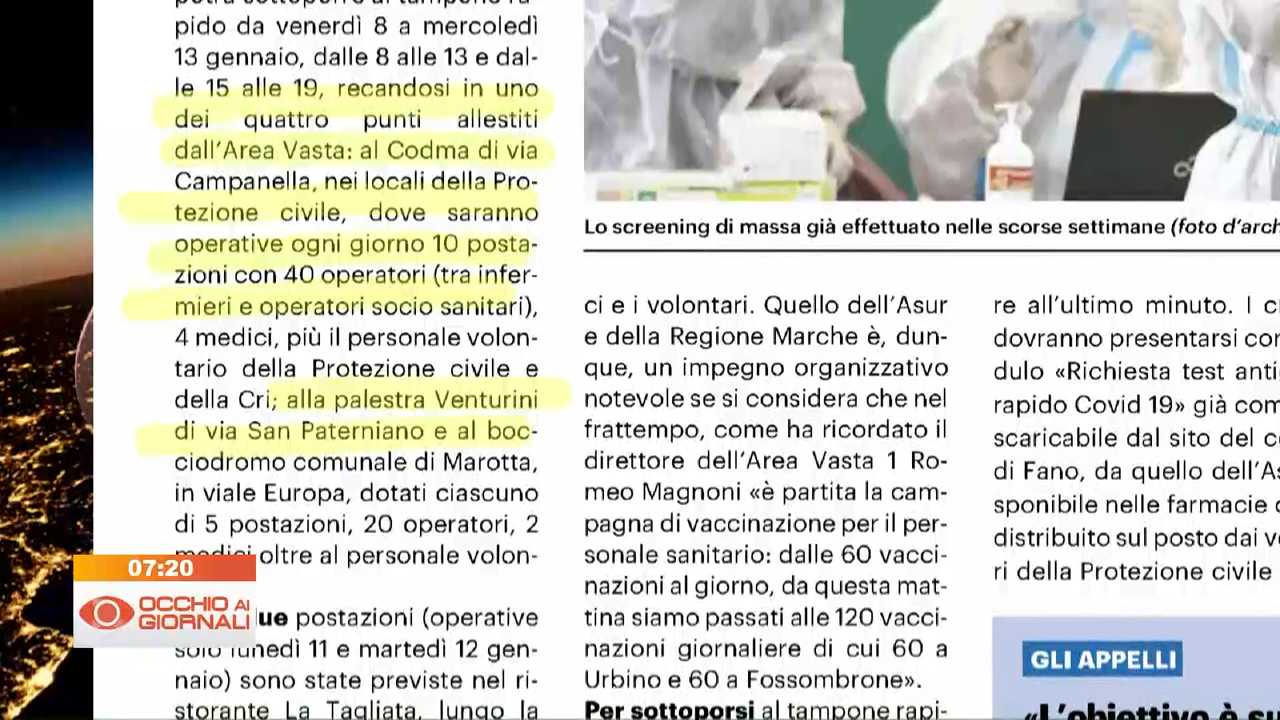 pido da venerdì 8 a mercoledì
13 gennaio, dalle 8 alle 13 e dal-
le 15 alle 19, recandosi in uno
dei quattro punti allestiti
dall'Area Vasta: al Codma di via
Campanella, nei locali della Pro-
tezione civile, dove saranno
operative ogni giorno 10 posta-
zioni con 40 operatori (tra infer-
mieri e operatori socio sanitari),
4 medici, più il personale volon-
tario della Protezione civile e
della Cri; alla palestra Venturini
di via San Paterniano e al boc-
ciodromo comunale di Marotta,
in viale Europa, dotati ciascuno
di 5 postazioni, 20 operatori, 2
medici oltre al personale volon-
lue postazioni (operative
solo lunedì 11 e martedì 12 gen-
naio) sono state previste nel ri-
storante La Tagliata, lungo la
Lo screening di massa già effettuato nelle scorse settimane (foto d'arch
ci e i volontari. Quello dell'Asur
e della Regione Marche è, dun-
que, un impegno organizzativo
notevole se si considera che nel
frattempo, come ha ricordato il
direttore dell'Area Vasta 1 Ro-
meo Magnoni «è partita la cam-
pagna di vaccinazione per il per-
sonale sanitario: dalle 60 vacci-
nazioni al giorno, da questa mat-
tina siamo passati alle 120 vacci-
nazioni giornaliere di cui 60 a
Urbino e 60 a Fossombrone».
Per sottoporsi al tampone rapi-
re all'ultimo minuto. I c
dovranno presentarsi con
dulo «Richiesta test anti
rapido Covid 19» già com
scaricabile dal sito del c
di Fano, da quello dell'As
sponibile nelle farmacie
distribuito sul posto dai v
ri della Protezione civile
GLI APPELLI
«L'obiettivo è su
07:20
OCCHIO AI
GIORNALI